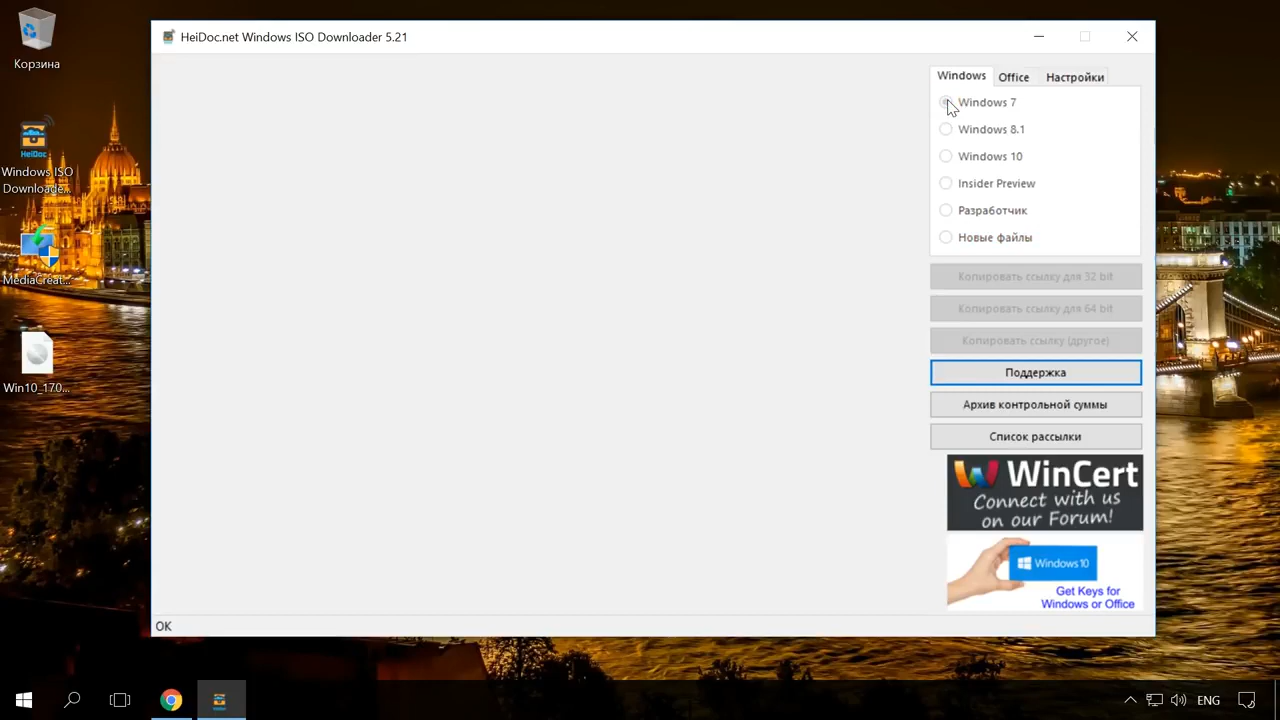 Корзина
Windows ISO
Downloade...
MediaCreat...
Win10_170...
HeiDoc
HeiDoc.net Windows ISO Downloader 5.21
Windows
Office
Настройки
Windows 7
Windows 8.1
Windows 10
Insider Preview
Разработчик
Новые файлы
Копировать ссылку для 32 bit
Копировать ссылку для 64 bit
Копировать ссылку (другое)
Поддержка
Архив контрольной суммы
Список рассылки
WinCert
Connect with us
on our Forum!
Windows10
Get Keys for
Windows or Office
OK
ENG